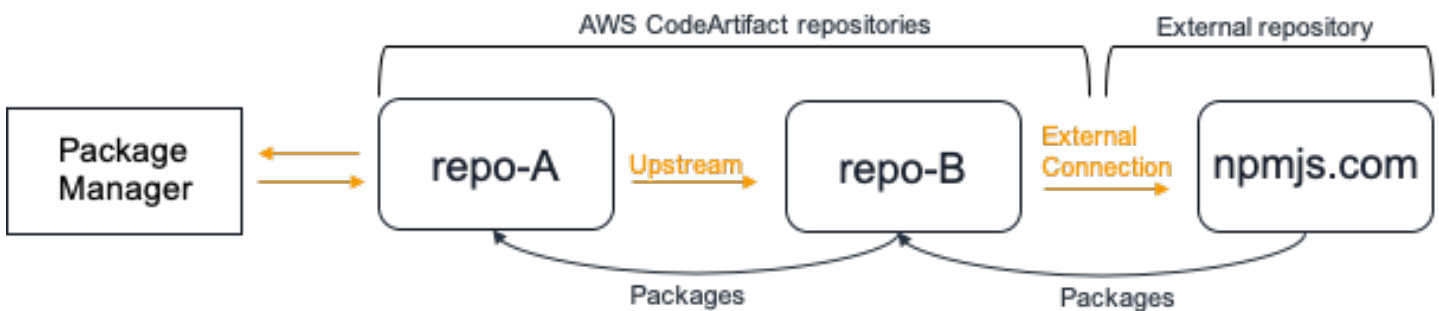 AWS CodeArtifact repositories
External repository
Package
Manager
repo-A
Upstream
repo-B
External
Connection
npmjs.com
Packages
Packages